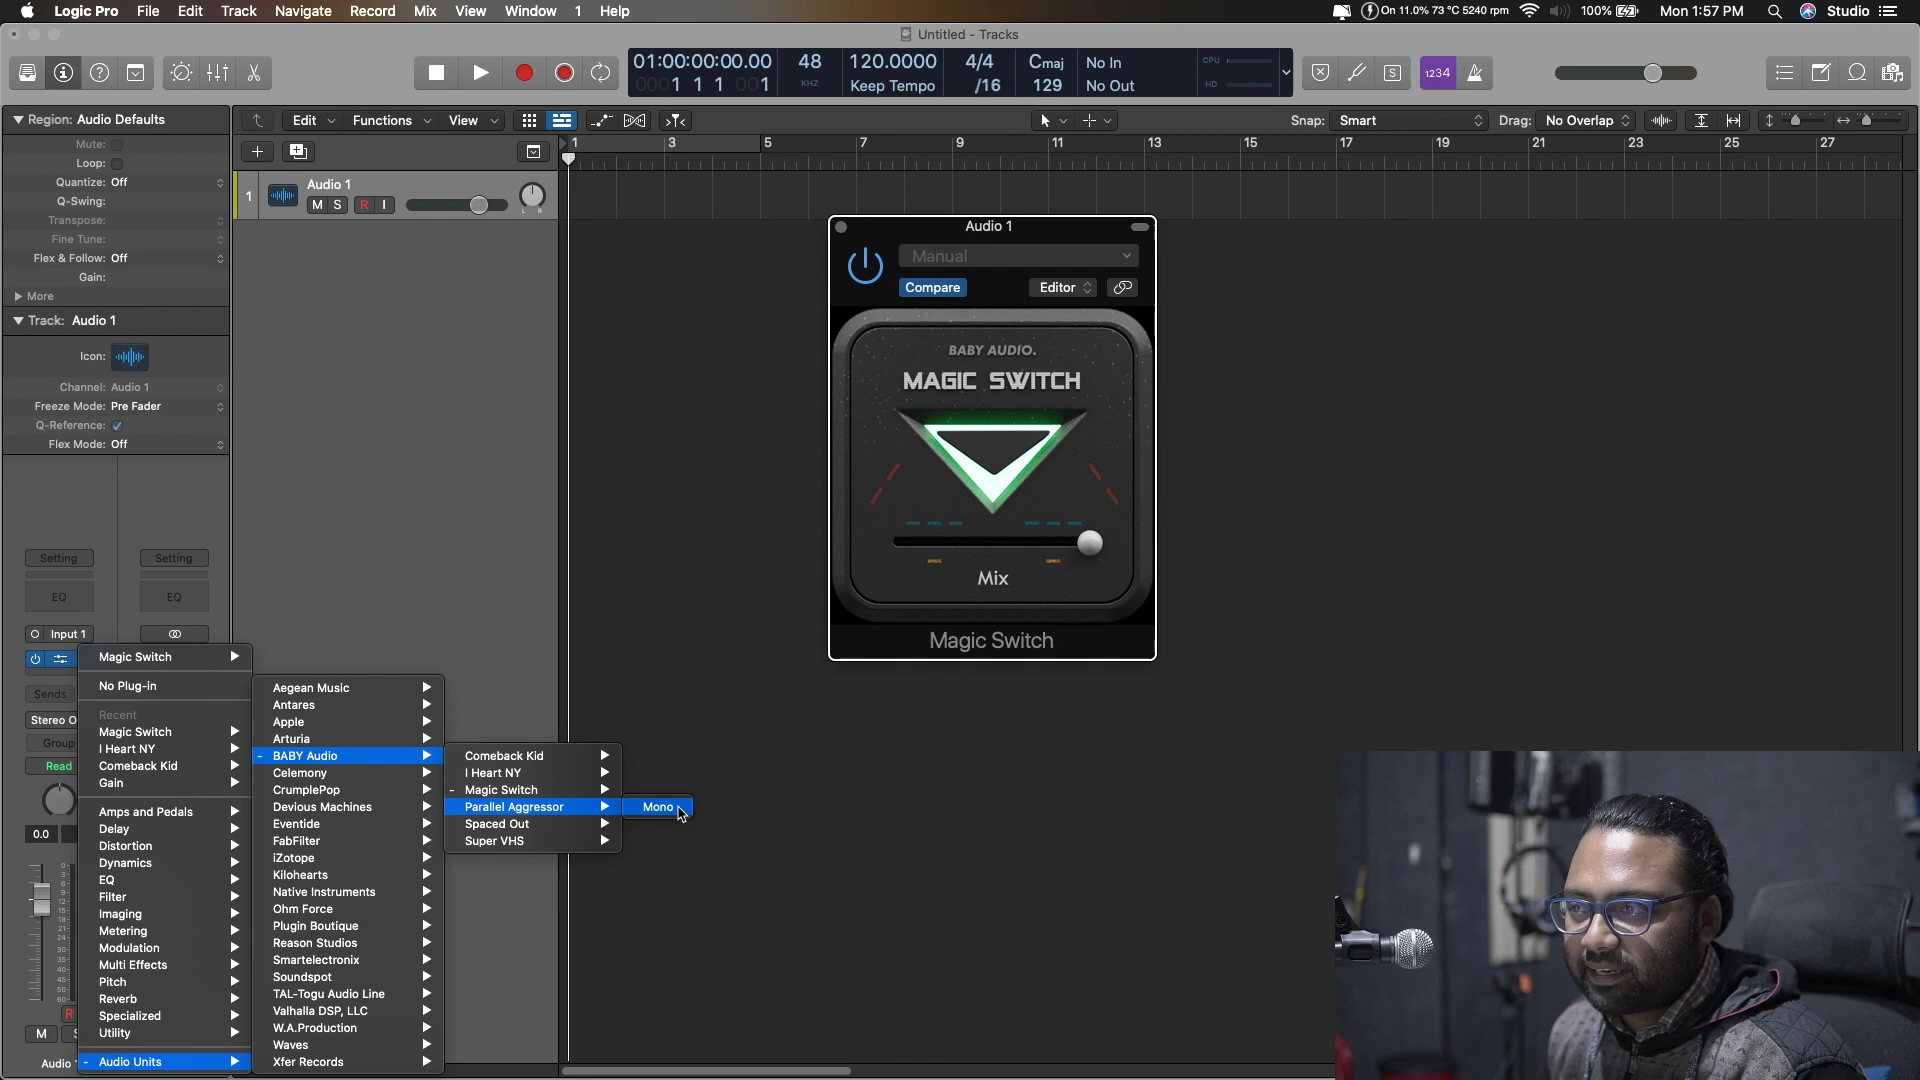 Logic Pro File Edit Track Navigate Record Mix View Window 1 Help
On 11.0% 73 °C 5240 rpm 100% Mon 1:57 PM Studio
Untitled - Tracks
01:00:00:00.00 48 120.0000 4/4 Cmaj No In CPU
0001 1 1 001 KHZ Keep Tempo /16 129 No Out HD
S 1234
Region: Audio Defaults
Mute:
Loop:
Quantize: Off
Q-Swing:
Transpose:
Fine Tune:
Flex & Follow: Off
Gain:
More
Track: Audio 1
Icon:
Channel: Audio 1
Freeze Mode: Pre Fader
Q-Reference:
Flex Mode: Off
Edit Functions View
Snap: Smart Drag: No Overlap
1 3 5 7 9 11 13 15 17 19 21 23 25 27
1 Audio 1
M S R I
L R
Audio 1
Manual
Compare Editor
BABY AUDIO.
MAGIC SWITCH
Mix
Magic Switch
Setting Setting
EQ EQ
Input 1
Sends
Stereo O
Group
Read
0.0
M S
R
Audio
Magic Switch
No Plug-in
Recent
Magic Switch
I Heart NY
Comeback Kid
Gain
Amps and Pedals
Delay
Distortion
Dynamics
EQ
Filter
Imaging
Metering
Modulation
Multi Effects
Pitch
Reverb
Specialized
Utility
Audio Units
Aegean Music
Antares
Apple
Arturia
BABY Audio
Celemony
CrumplePop
Devious Machines
Eventide
FabFilter
iZotope
Kilohearts
Native Instruments
Ohm Force
Plugin Boutique
Reason Studios
Smartelectronix
Soundspot
TAL-Togu Audio Line
Valhalla DSP, LLC
W.A.Production
Waves
Xfer Records
Comeback Kid
I Heart NY
Magic Switch
Parallel Aggressor
Spaced Out
Super VHS
Mono